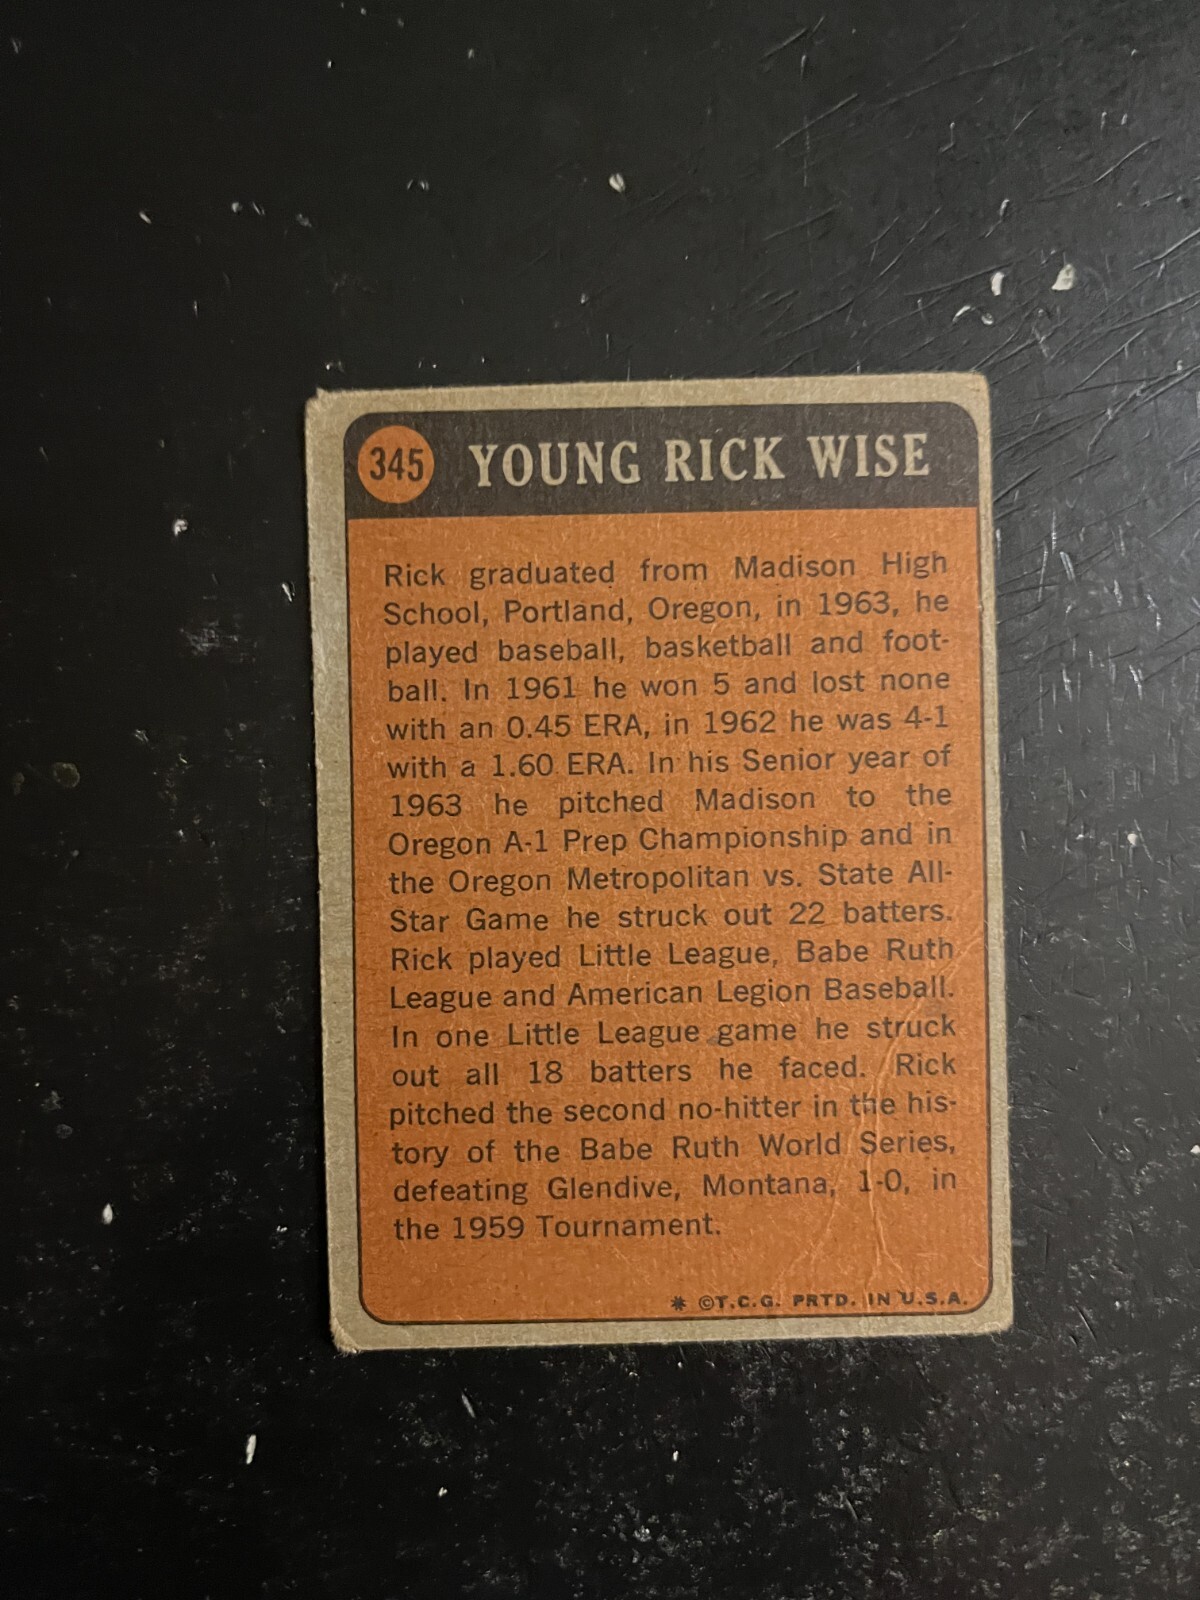 345 YOUNG RICK WISE
Rick graduated from Madison High
School, Portland, Oregon, in 1963, he
played baseball, basketball and foot-
ball. In 1961 he won 5 and lost none
with an 0.45 ERA, in 1962 he was 4-1
with a 1.60 ERA. In his Senior year of
1963 he pitched Madison to the
Oregon A-1 Prep Championship and in
the Oregon Metropolitan vs. State All-
Star Game he struck out 22 batters.
Rick played Little League, Babe Ruth
League and American Legion Baseball.
In one Little League game he struck
out all 18 batters he faced. Rick
pitched the second no-hitter in the his-
tory of the Babe Ruth World Series,
defeating Glendive, Montana, 1-0, in
the 1959 Tournament.
* ©T.C.G. PRTD. IN U.S.A.